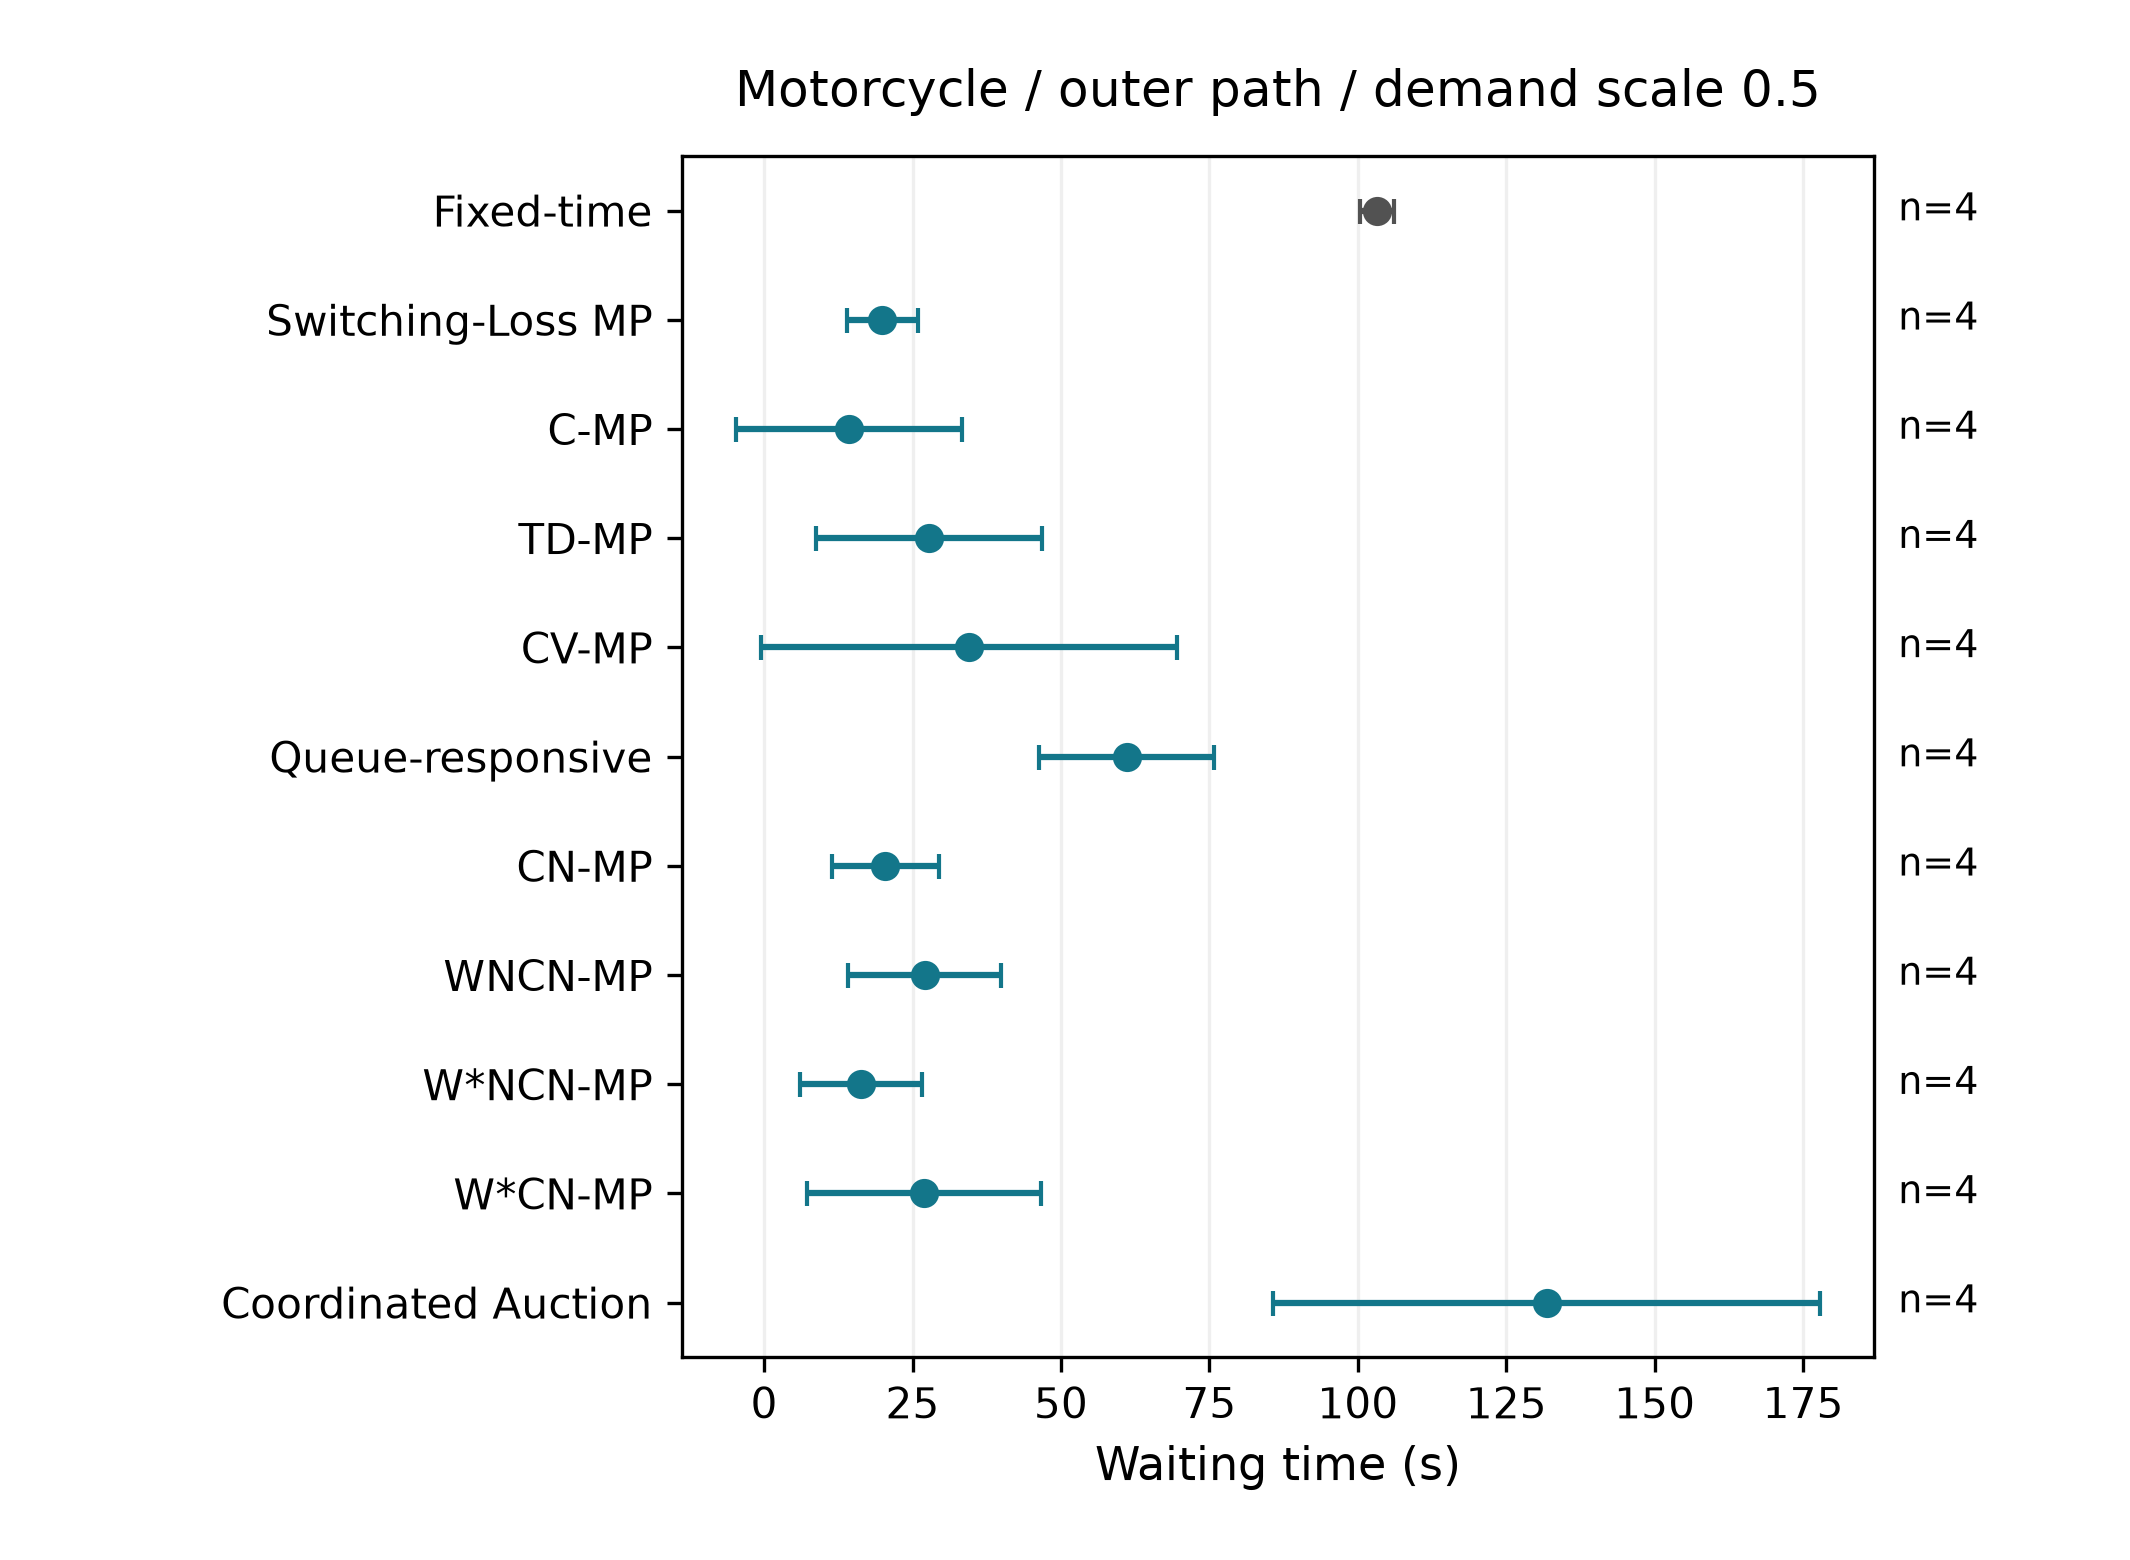 Motorcycle / outer path / demand scale 0.5
Fixed-time n=4
Switching-Loss MP n=4
C-MP n=4
TD-MP n=4
CV-MP n=4
Queue-responsive n=4
CN-MP n=4
WNCN-MP n=4
W*NCN-MP n=4
W*CN-MP n=4
Coordinated Auction n=4
0 25 50 75 100 125 150 175
Waiting time (s)